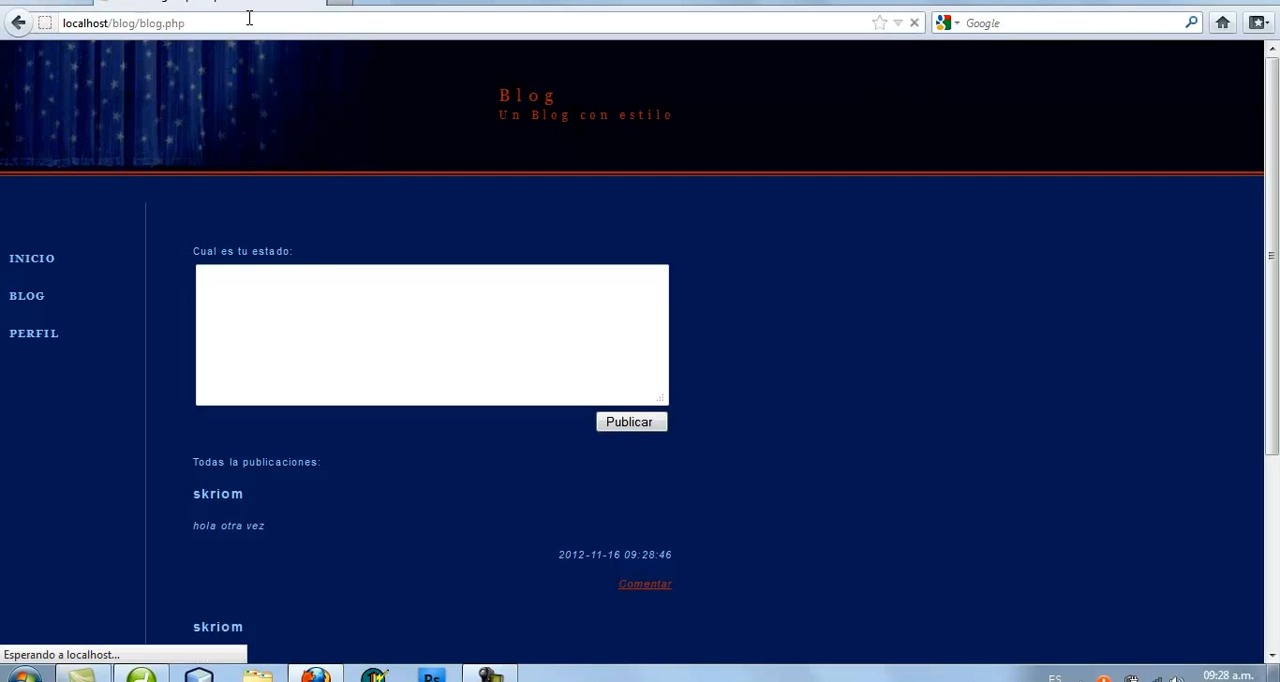 localhost/blog/blog.php
Google
Blog
Un Blog con estilo
INICIO
BLOG
PERFIL
Cual es tu estado:
Publicar
Todas la publicaciones:
skriom
hola otra vez
2012-11-16 09:28:46
Comentar
skriom
Esperando a localhost...
Ps
ES
09:28 a.m.